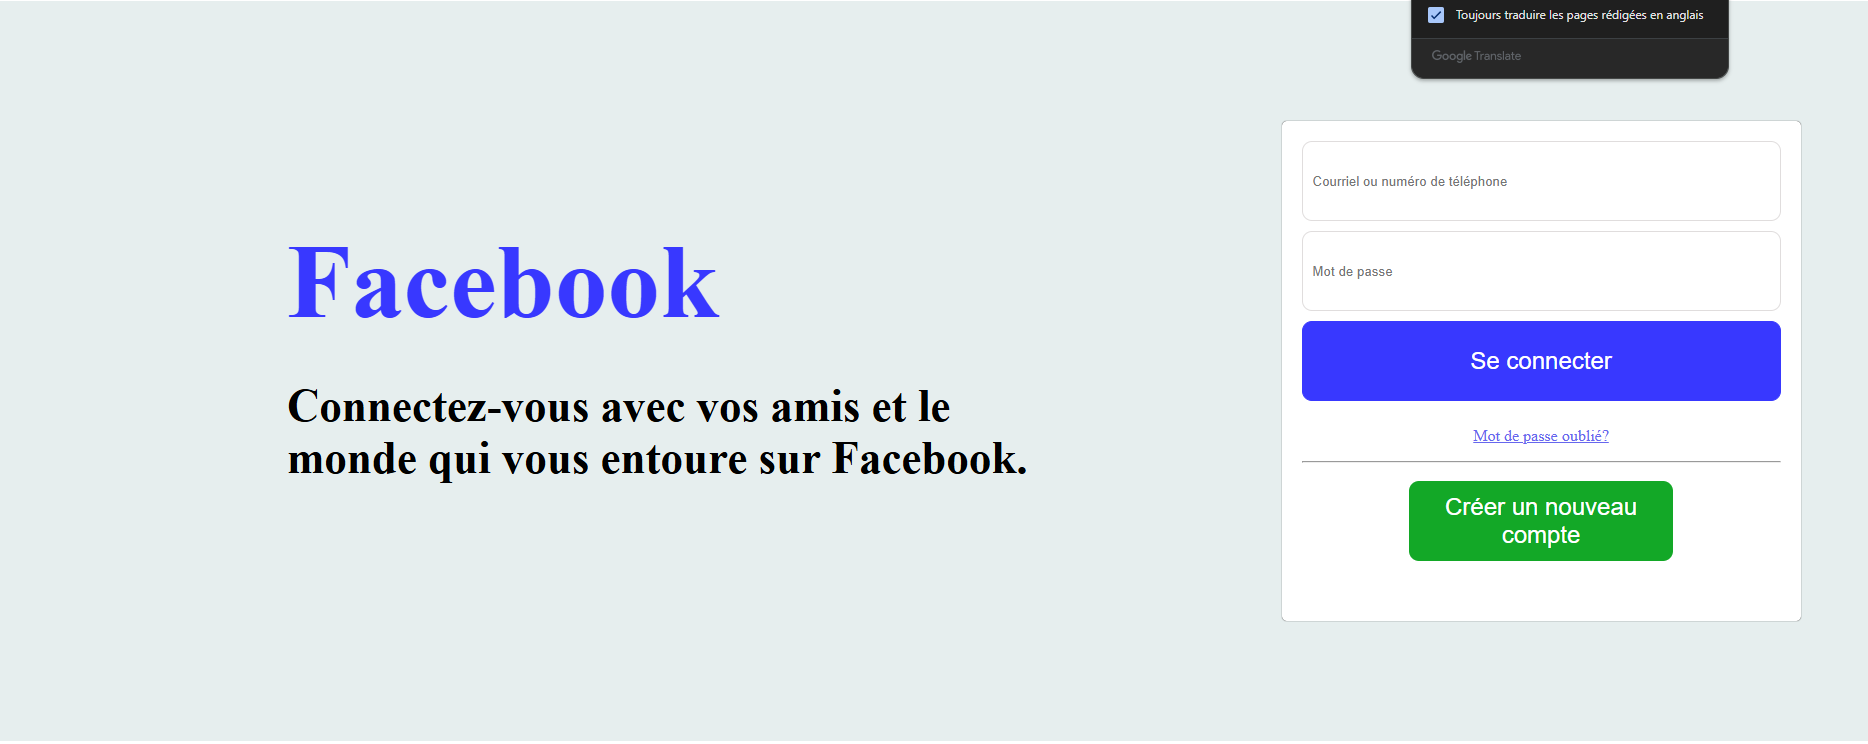 Toujours traduire les pages rédigées en anglais
Google Translate
Courriel ou numéro de téléphone
Mot de passe
Facebook
Se connecter
Connectez-vous avec vos amis et le
monde qui vous entoure sur Facebook.
Mot de passe oublié?
Créer un nouveau
compte